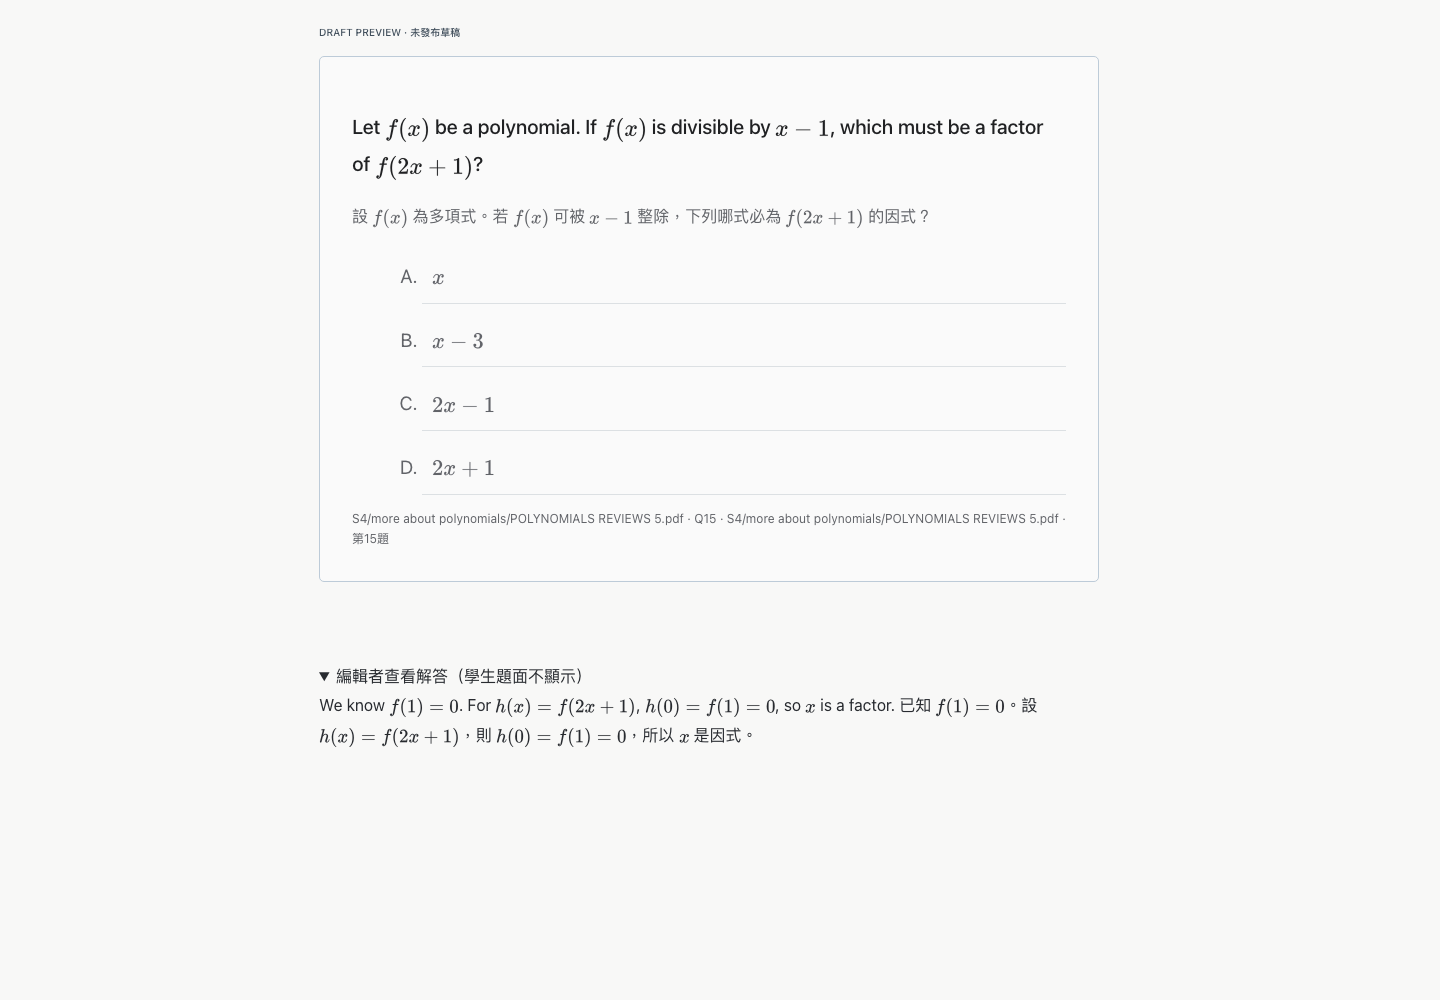 DRAFT PREVIEW · 未發布草稿
Let f(x) be a polynomial. If f(x) is divisible by x − 1, which must be a factor
of f(2x + 1)?
設 f(x) 為多項式。若 f(x) 可被 x − 1 整除，下列哪式必為 f(2x + 1) 的因式？
A. x
B. x − 3
C. 2x − 1
D. 2x + 1
S4/more about polynomials/POLYNOMIALS REVIEWS 5.pdf · Q15 · S4/more about polynomials/POLYNOMIALS REVIEWS 5.pdf ·
第15題
▼ 編輯者查看解答（學生題面不顯示）
We know f(1) = 0. For h(x) = f(2x + 1), h(0) = f(1) = 0, so x is a factor. 已知 f(1) = 0。設
h(x) = f(2x + 1)，則 h(0) = f(1) = 0，所以 x 是因式。